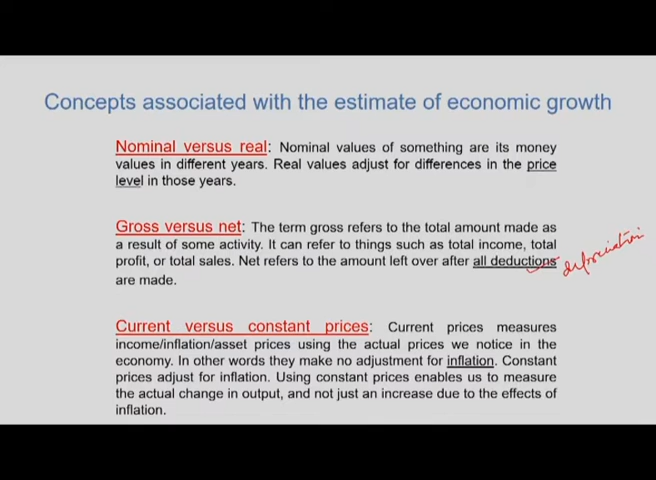 Concepts associated with the estimate of economic growth
Nominal versus real: Nominal values of something are its money
values in different years. Real values adjust for differences in the price
level in those years.
Gross versus net: The term gross refers to the total amount made as
a result of some activity. It can refer to things such as total income, total
profit, or total sales. Net refers to the amount left over after all deductions
depreciation
are made.
Current versus constant prices: Current prices measures
income/inflation/asset prices using the actual prices we notice in the
economy. In other words they make no adjustment for inflation. Constant
prices adjust for inflation. Using constant prices enables us to measure
the actual change in output, and not just an increase due to the effects of
inflation.